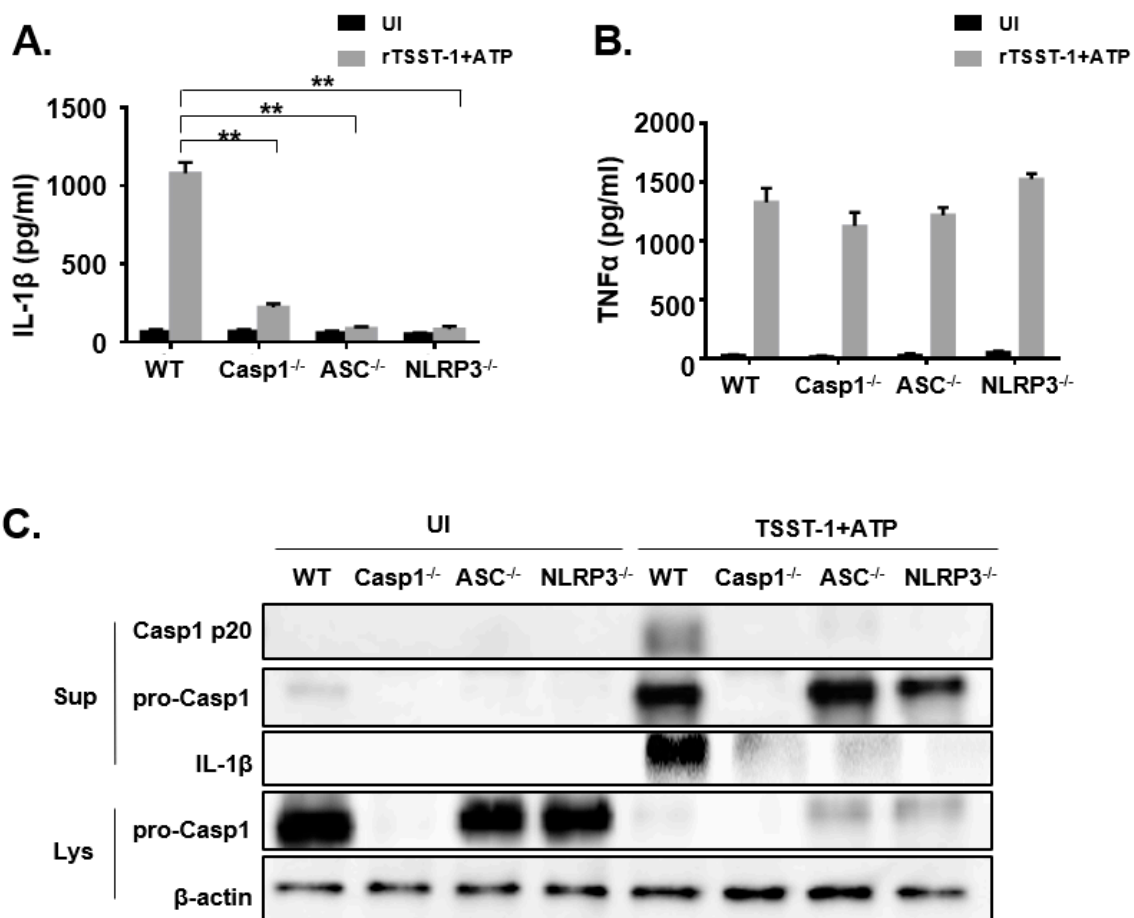 A.
UI
rTSST-1+ATP
**
**
**
IL-1β (pg/ml)
1500
1000
500
0
WT Casp1-/- ASC-/- NLRP3-/-
B.
UI
rTSST-1+ATP
TNFα (pg/ml)
2000
1500
1000
500
0
WT Casp1-/- ASC-/- NLRP3-/-
C.
UI TSST-1+ATP
WT Casp1-/- ASC-/- NLRP3-/- WT Casp1-/- ASC-/- NLRP3-/-
Sup
Casp1 p20
pro-Casp1
IL-1β
Lys
pro-Casp1
β-actin